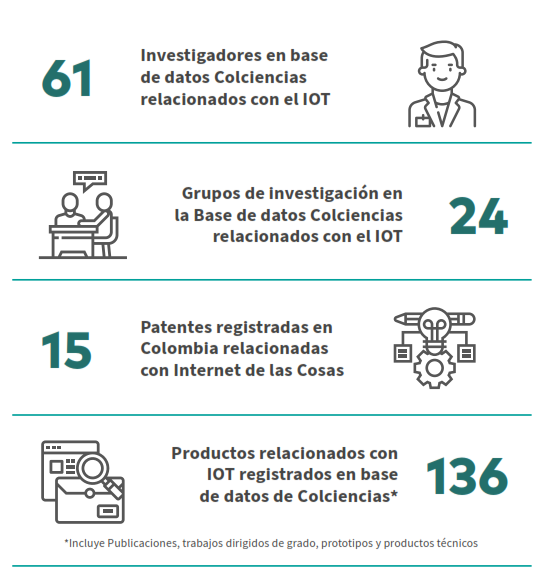 61
Investigadores en base
de datos Colciencias
relacionados con el IOT
Grupos de investigación en
la Base de datos Colciencias
relacionados con el IOT
24
15
Patentes registradas en
Colombia relacionadas
con Internet de las Cosas
Productos relacionados con
IOT registrados en base
de datos de Colciencias*
136
*Incluye Publicaciones, trabajos dirigidos de grado, prototipos y productos técnicos